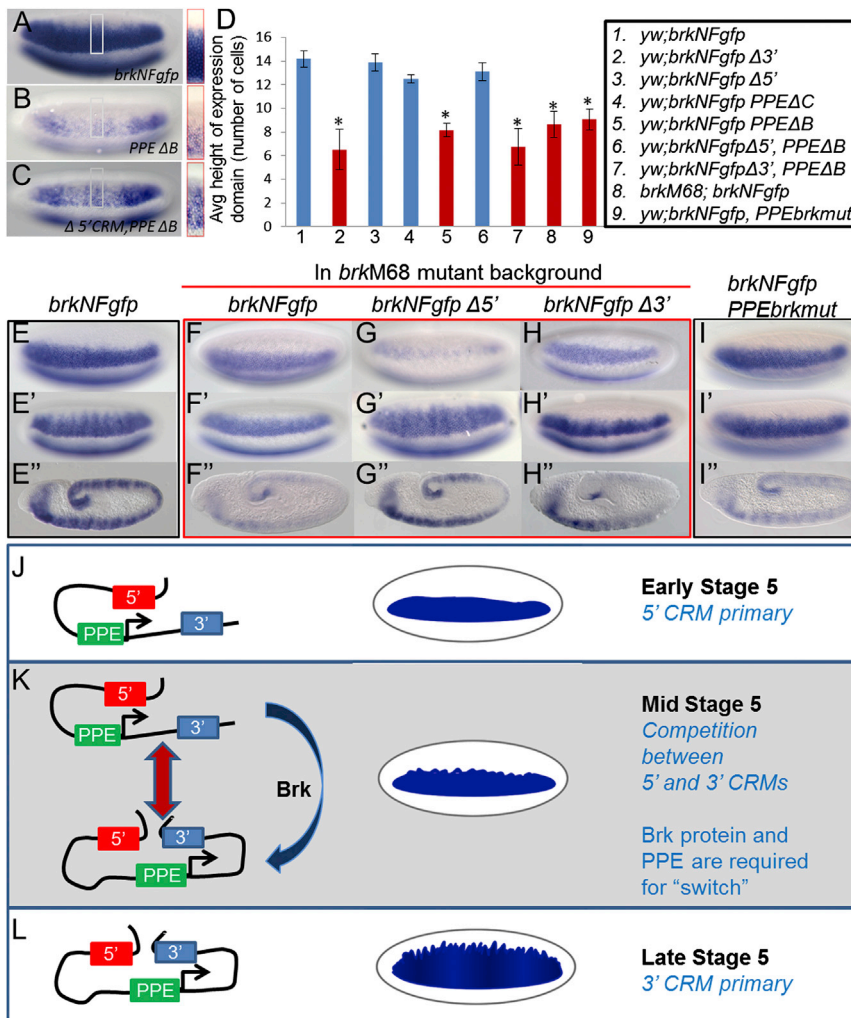 A
brkNFgfp
B
PPE ΔB
C
Δ 5'CRM,PPE ΔB
D
Avg height of expression
domain (number of cells)
16
14
12
10
8
6
4
2
0
*
*
*
*
*
1
2
3
4
5
6
7
8
9
1. yw;brkNFgfp
2. yw;brkNFgfp Δ3'
3. yw;brkNFgfp Δ5'
4 yw;brkNFgfp PPEΔC
5. yw;brkNFgfp PPEΔB
6. yw;brkNFgfpΔ5', PPEΔB
7. yw;brkNFgfpΔ3', PPEΔB
8. brkM68; brkNFgfp
9. yw;brkNFgfp, PPEbrkmut
In brkM68 mutant background
brkNFgfp
brkNFgfp
brkNFgfp Δ5'
brkNFgfp Δ3'
brkNFgfp
PPEbrkmut
E
F
G
H
I
E'
F'
G'
H'
I'
E"
F"
G"
H"
I"
J
5'
PPE
3'
Early Stage 5
5' CRM primary
K
5'
PPE
3'
Brk
5'
3'
PPE
Mid Stage 5
Competition
between
5' and 3' CRMs
Brk protein and
PPE are required
for “switch”
L
5'
3'
PPE
Late Stage 5
3' CRM primary